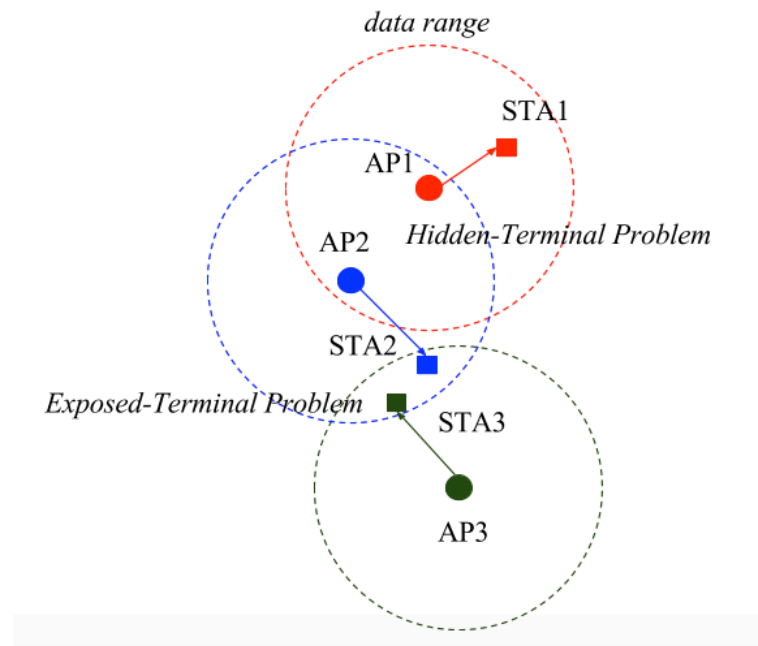 data range
STA1
AP1
Hidden-Terminal Problem
AP2
STA2
Exposed-Terminal Problem
STA3
AP3